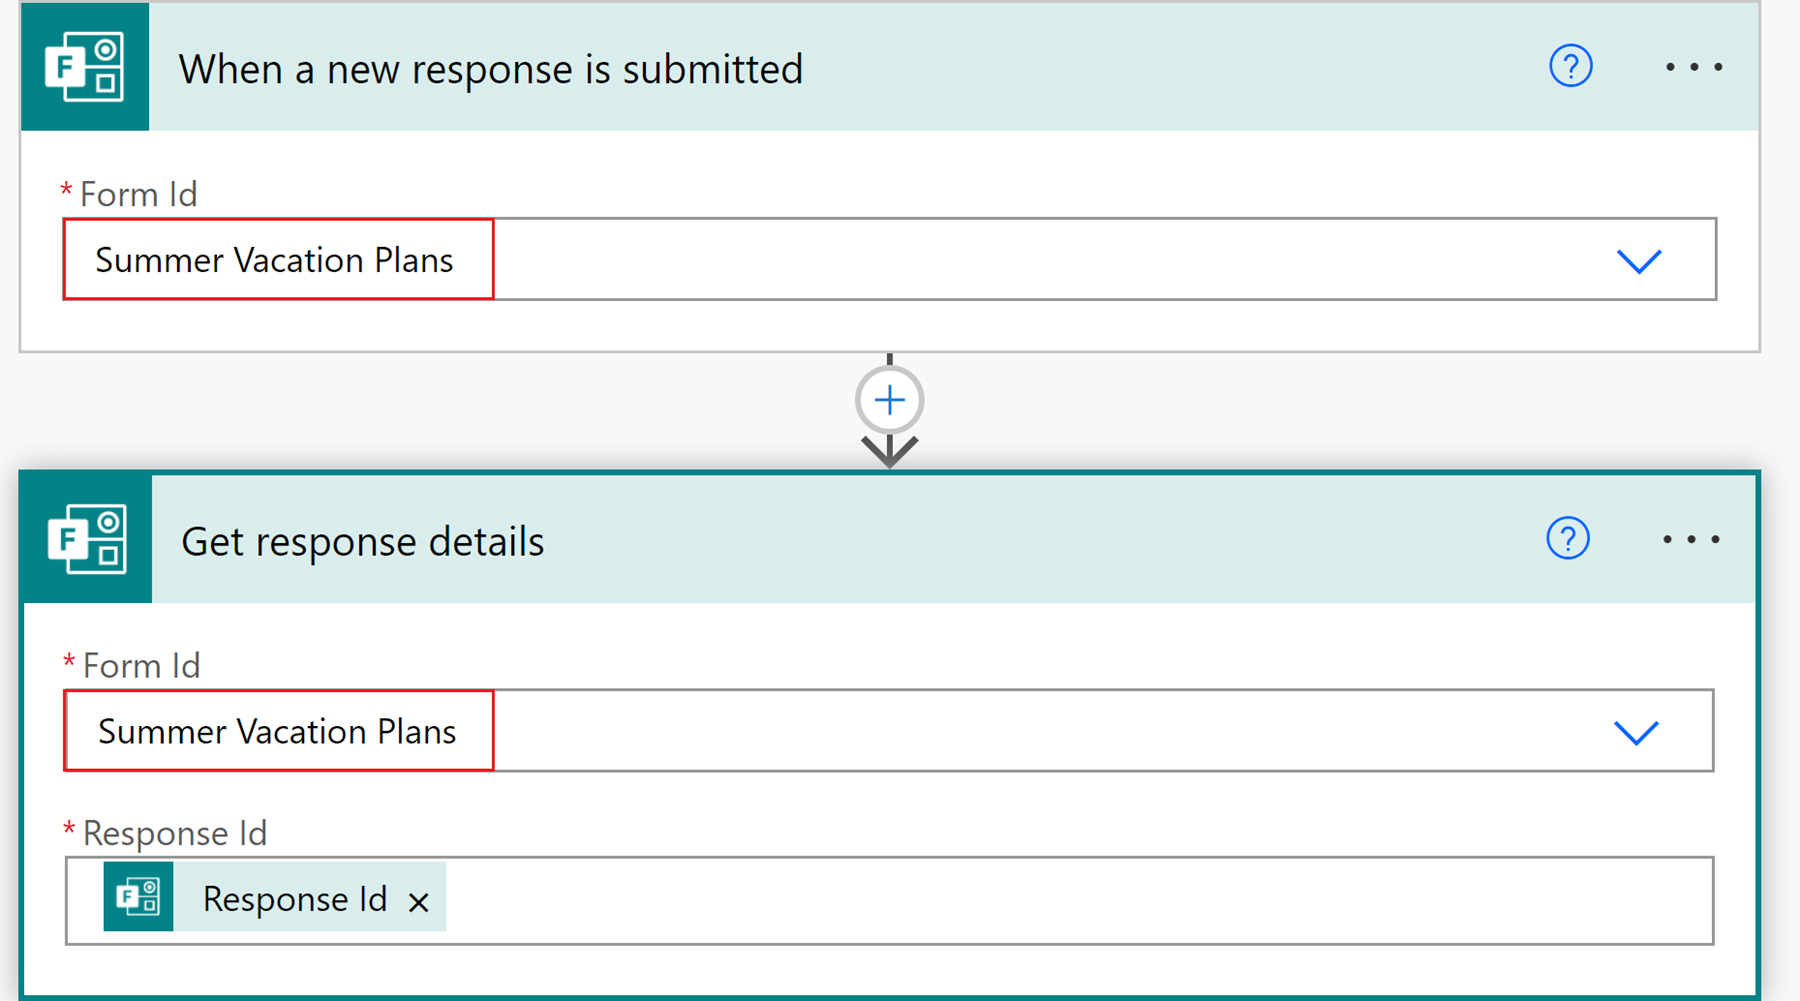 F
When a new response is submitted
?
* Form Id
Summer Vacation Plans
F
Get response details
?
* Form Id
Summer Vacation Plans
* Response Id
F
Response Id ×